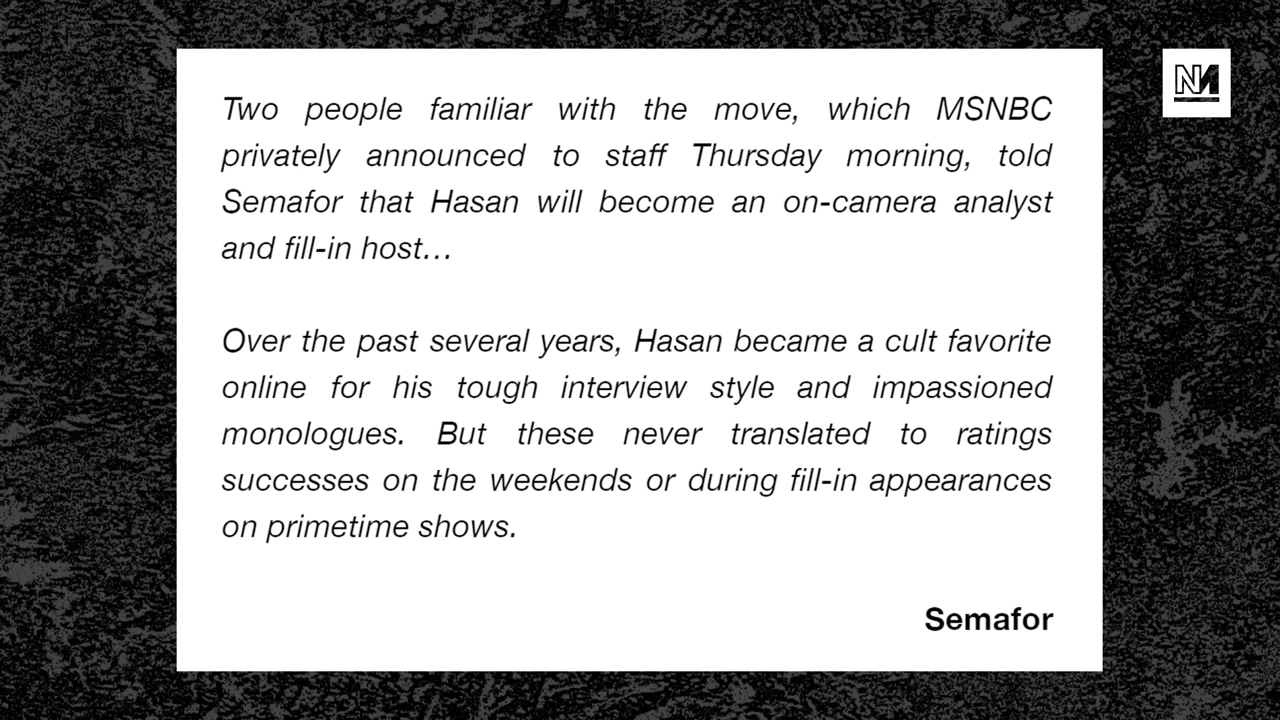 Two people familiar with the move, which MSNBC
privately announced to staff Thursday morning, told
Semafor that Hasan will become an on-camera analyst
and fill-in host…
Over the past several years, Hasan became a cult favorite
online for his tough interview style and impassioned
monologues. But these never translated to ratings
successes on the weekends or during fill-in appearances
on primetime shows.
Semafor
NM